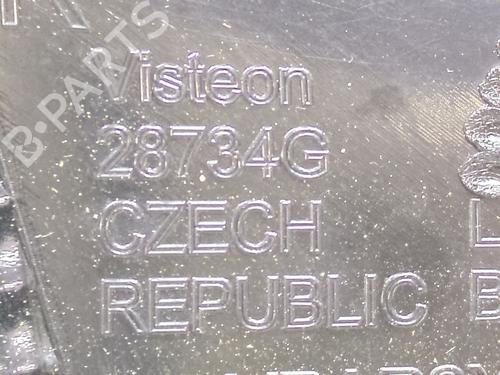 B-PARTS
Visteon
28734G
CZECH
REPUBLIC